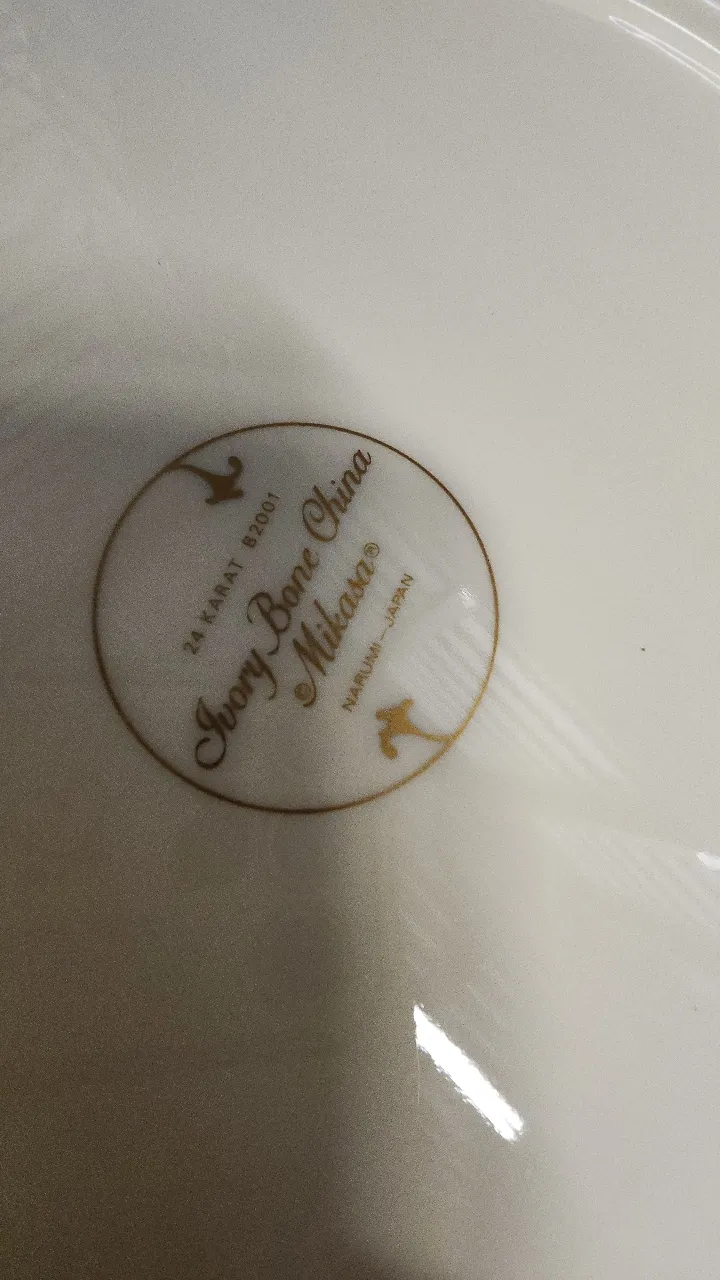 24 KARAT B2001
Ivory Bone China
© Mikasa®
NARUMI – JAPAN